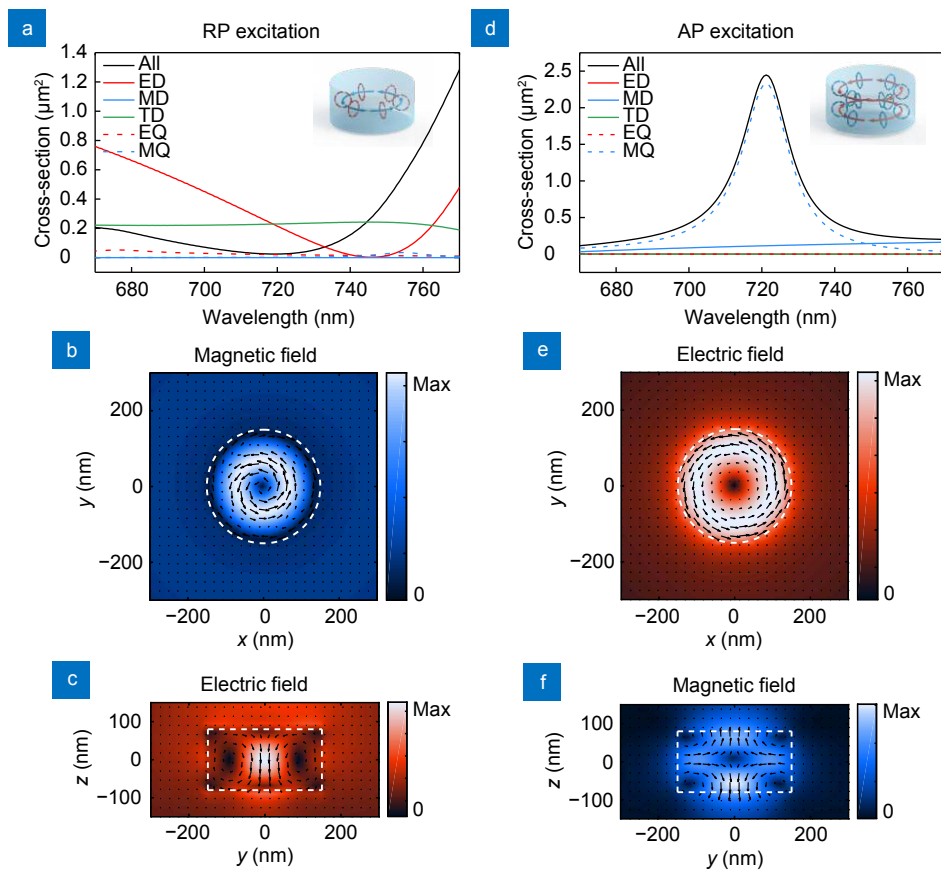 a
RP excitation
Cross-section (μm²)
1.4
1.2
1.0
0.8
0.6
0.4
0.2
0
All
ED
MD
TD
EQ
MQ
680
700
720
740
760
Wavelength (nm)
d
AP excitation
Cross-section (μm²)
2.5
2.0
1.5
1.0
0.5
0
All
ED
MD
TD
EQ
MQ
680
700
720
740
760
Wavelength (nm)
b
Magnetic field
y (nm)
200
0
−200
−200
0
200
x (nm)
Max
0
e
Electric field
y (nm)
200
0
−200
−200
0
200
x (nm)
Max
0
c
Electric field
z (nm)
100
0
−100
−200
0
200
y (nm)
Max
0
f
Magnetic field
z (nm)
100
0
−100
−200
0
200
y (nm)
Max
0